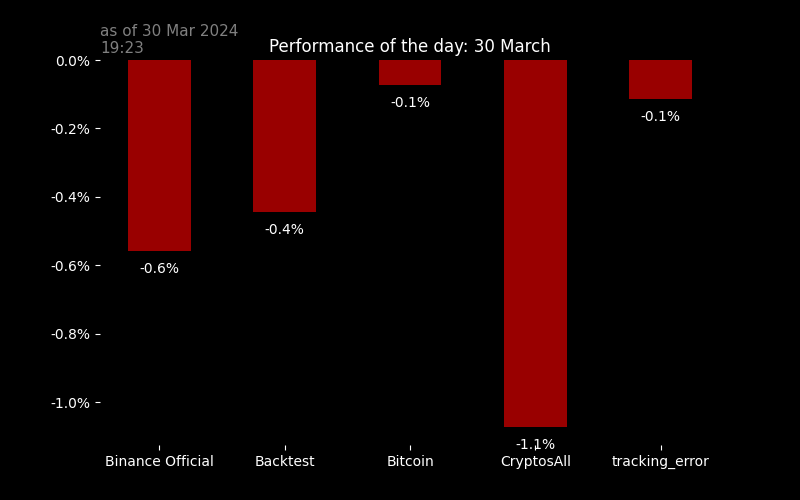 as of 30 Mar 2024
19:23
Performance of the day: 30 March
0.0%
-0.2%
-0.4%
-0.6%
-0.8%
-1.0%
-0.6%
-0.4%
-0.1%
-1.1%
-0.1%
Binance Official
Backtest
Bitcoin
CryptosAll
tracking_error